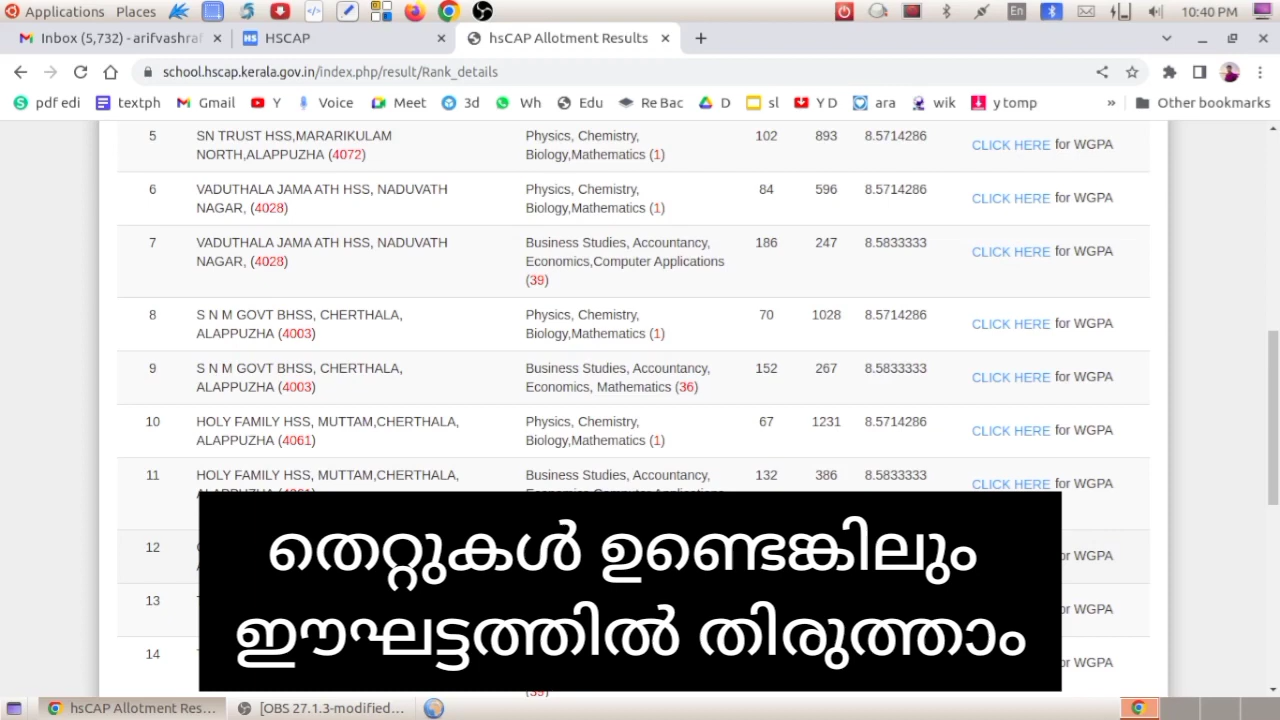 Applications Places En 10:40 PM
Inbox (5,732) - arifvashraf HSCAP hsCAP Allotment Results
school.hscap.kerala.gov.in/index.php/result/Rank_details
pdf edi textph Gmail Y Voice Meet 3d Wh Edu Re Bac D sl Y D ara wik y tomp » Other bookmarks
5 SN TRUST HSS,MARARIKULAM Physics, Chemistry, 102 893 8.5714286 CLICK HERE for WGPA
NORTH,ALAPPUZHA (4072) Biology,Mathematics (1)
6 VADUTHALA JAMA ATH HSS, NADUVATH Physics, Chemistry, 84 596 8.5714286 CLICK HERE for WGPA
NAGAR, (4028) Biology,Mathematics (1)
7 VADUTHALA JAMA ATH HSS, NADUVATH Business Studies, Accountancy, 186 247 8.5833333 CLICK HERE for WGPA
NAGAR, (4028) Economics,Computer Applications
(39)
8 S N M GOVT BHSS, CHERTHALA, Physics, Chemistry, 70 1028 8.5714286 CLICK HERE for WGPA
ALAPPUZHA (4003) Biology,Mathematics (1)
9 S N M GOVT BHSS, CHERTHALA, Business Studies, Accountancy, 152 267 8.5833333 CLICK HERE for WGPA
ALAPPUZHA (4003) Economics, Mathematics (36)
10 HOLY FAMILY HSS, MUTTAM,CHERTHALA, Physics, Chemistry, 67 1231 8.5714286 CLICK HERE for WGPA
ALAPPUZHA (4061) Biology,Mathematics (1)
11 HOLY FAMILY HSS, MUTTAM,CHERTHALA, Business Studies, Accountancy, 132 386 8.5833333 CLICK HERE for WGPA
12 WGPA
13 WGPA
14 WGPA
തെറ്റുകൾ ഉണ്ടെങ്കിലും
ഈഘട്ടത്തിൽ തിരുത്താം
hsCAP Allotment Res... [OBS 27.1.3-modified...